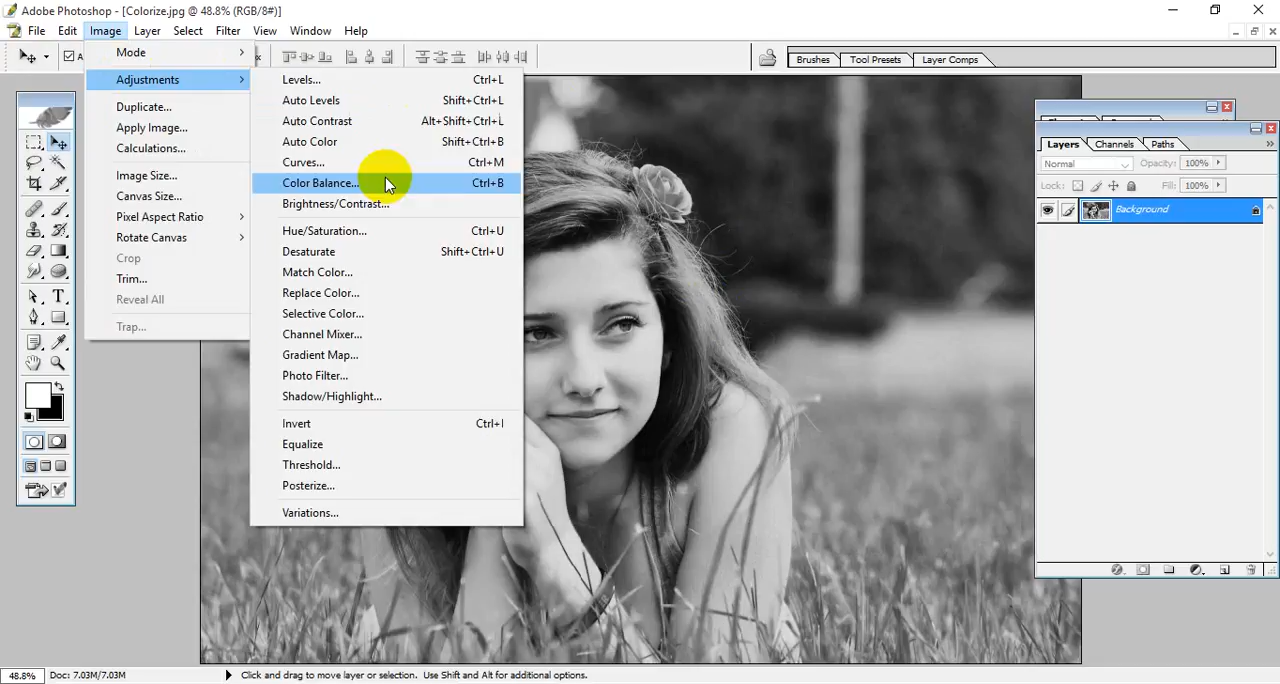 Adobe Photoshop - [Colorize.jpg @ 48.8% (RGB/8#)]
File Edit Image Layer Select Filter View Window Help
Brushes Tool Presets Layer Comps
Mode
Adjustments
Duplicate...
Apply Image...
Calculations...
Image Size...
Canvas Size...
Pixel Aspect Ratio
Rotate Canvas
Crop
Trim...
Reveal All
Trap...
Levels... Ctrl+L
Auto Levels Shift+Ctrl+L
Auto Contrast Alt+Shift+Ctrl+L
Auto Color Shift+Ctrl+B
Curves... Ctrl+M
Color Balance... Ctrl+B
Brightness/Contrast...
Hue/Saturation... Ctrl+U
Desaturate Shift+Ctrl+U
Match Color...
Replace Color...
Selective Color...
Channel Mixer...
Gradient Map...
Photo Filter...
Shadow/Highlight...
Invert Ctrl+I
Equalize
Threshold...
Posterize...
Variations...
Layers Channels Paths
Normal Opacity: 100%
Lock: Fill: 100%
Background
48.8% Doc: 7.03M/7.03M Click and drag to move layer or selection. Use Shift and Alt for additional options.